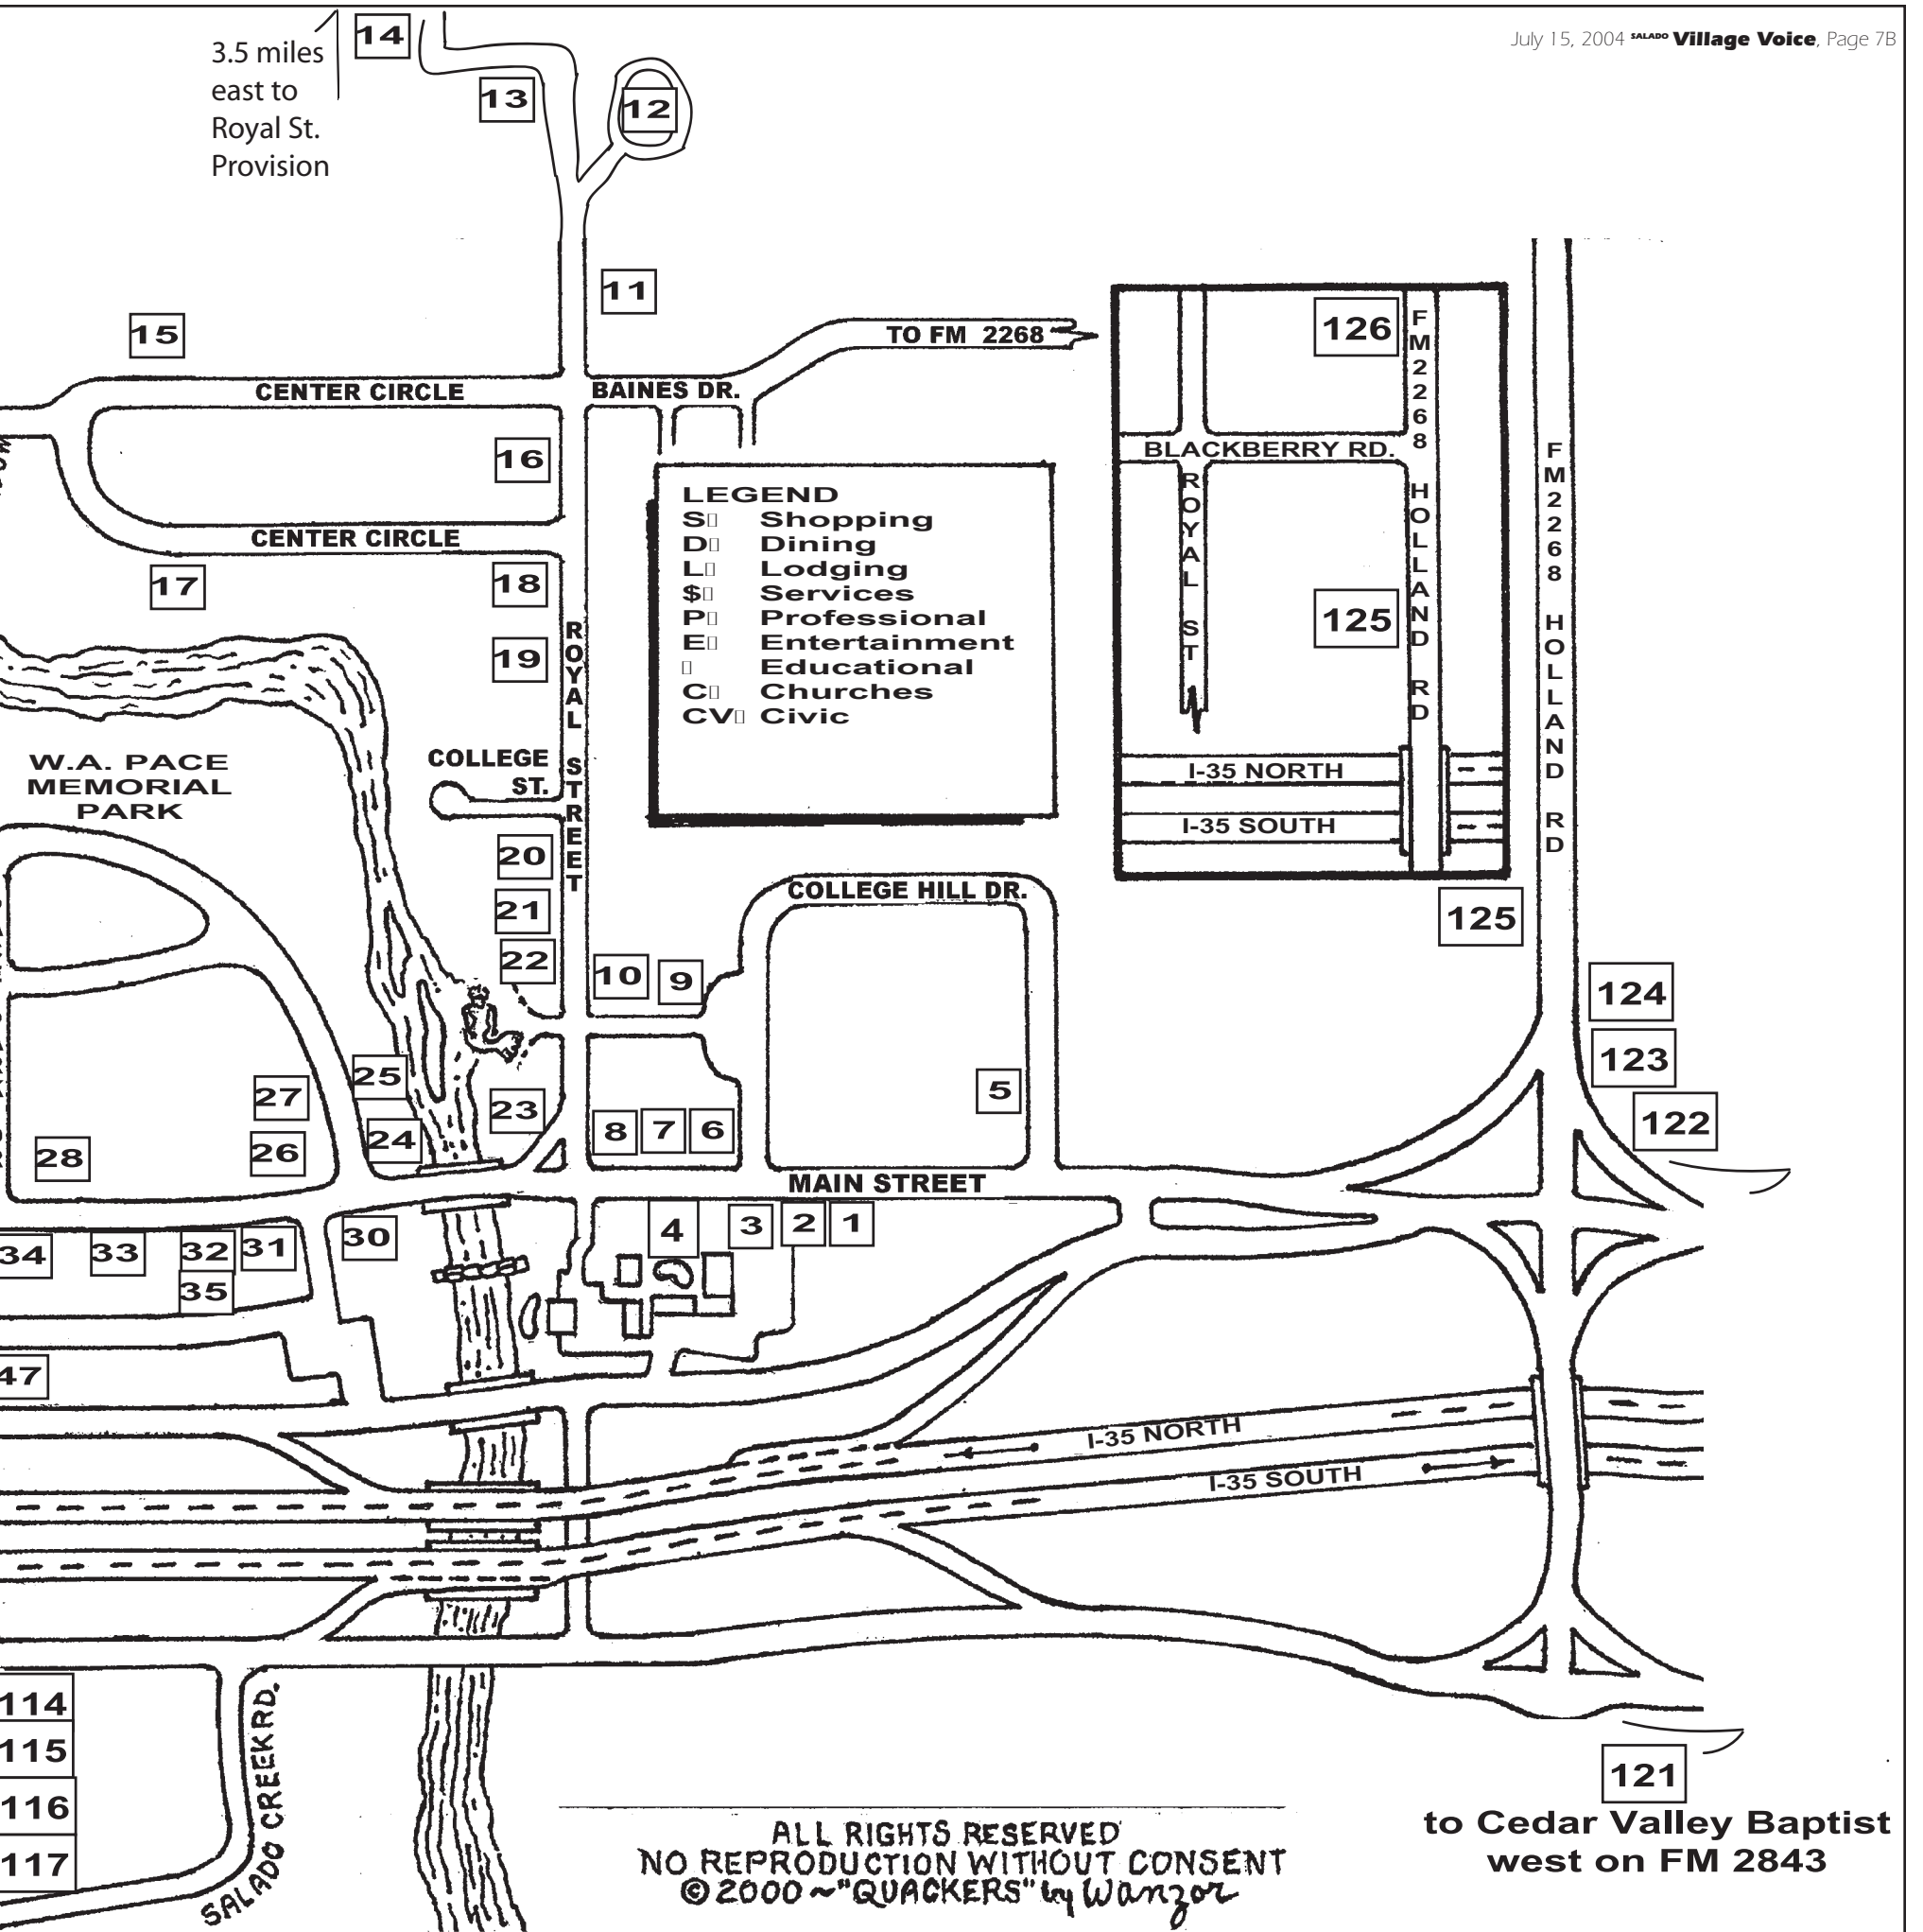 July 15, 2004 SALADO Village Voice, Page 7B
3.5 miles
east to
Royal St.
Provision
14
13
12
11
15
TO FM 2268
CENTER CIRCLE
BAINES DR.
16
CENTER CIRCLE
17
18
19
ROYAL STREET
LEGEND
S Shopping
D Dining
L Lodging
$ Services
P Professional
E Entertainment
Educational
C Churches
CV Civic
126
FM2268 HOLLAND RD
BLACKBERRY RD.
ROYAL ST
125
I-35 NORTH
I-35 SOUTH
FM2268 HOLLAND RD
W.A. PACE
MEMORIAL
PARK
COLLEGE
ST.
20
21
22
COLLEGE HILL DR.
10
9
125
124
123
122
25
27
24
26
28
23
8
7
6
5
MAIN STREET
34
33
32
31
30
35
4
3
2
1
47
I-35 NORTH
I-35 SOUTH
114
115
116
117
SALADO CREEK RD.
121
to Cedar Valley Baptist
west on FM 2843
ALL RIGHTS RESERVED
NO REPRODUCTION WITHOUT CONSENT
©2000 ~ "QUACKERS" by Wanzor